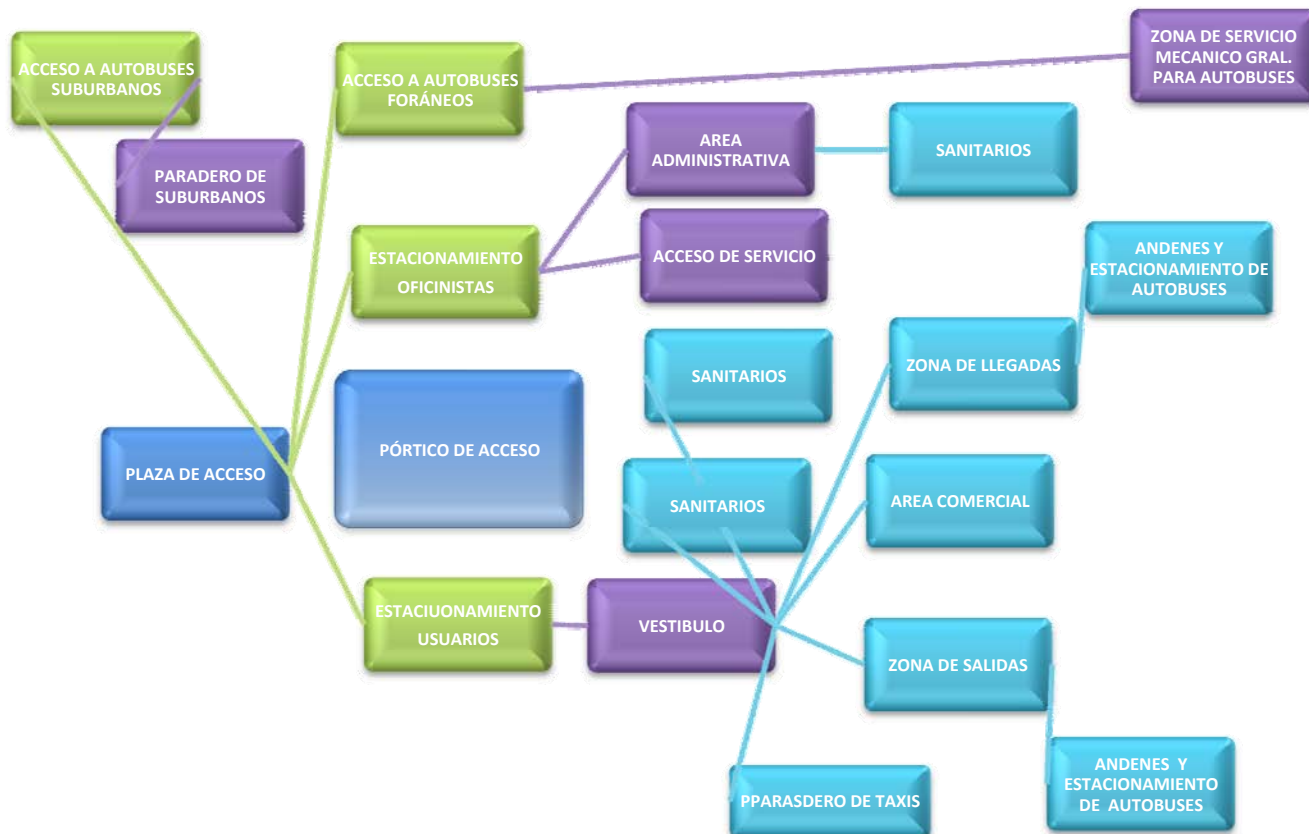 ACCESO A AUTOBUSES
SUBURBANOS
PARADERO DE
SUBURBANOS
ACCESO A AUTOBUSES
FORÁNEOS
ZONA DE SERVICIO
MECANICO GRAL.
PARA AUTOBUSES
AREA
ADMINISTRATIVA
SANITARIOS
ESTACIONAMIENTO
OFICINISTAS
ACCESO DE SERVICIO
ANDENES Y
ESTACIONAMIENTO DE
AUTOBUSES
SANITARIOS
ZONA DE LLEGADAS
PLAZA DE ACCESO
PÓRTICO DE ACCESO
SANITARIOS
AREA COMERCIAL
ESTACIUONAMIENTO
USUARIOS
VESTIBULO
ZONA DE SALIDAS
PPARASDERO DE TAXIS
ANDENES Y
ESTACIONAMIENTO
DE AUTOBUSES